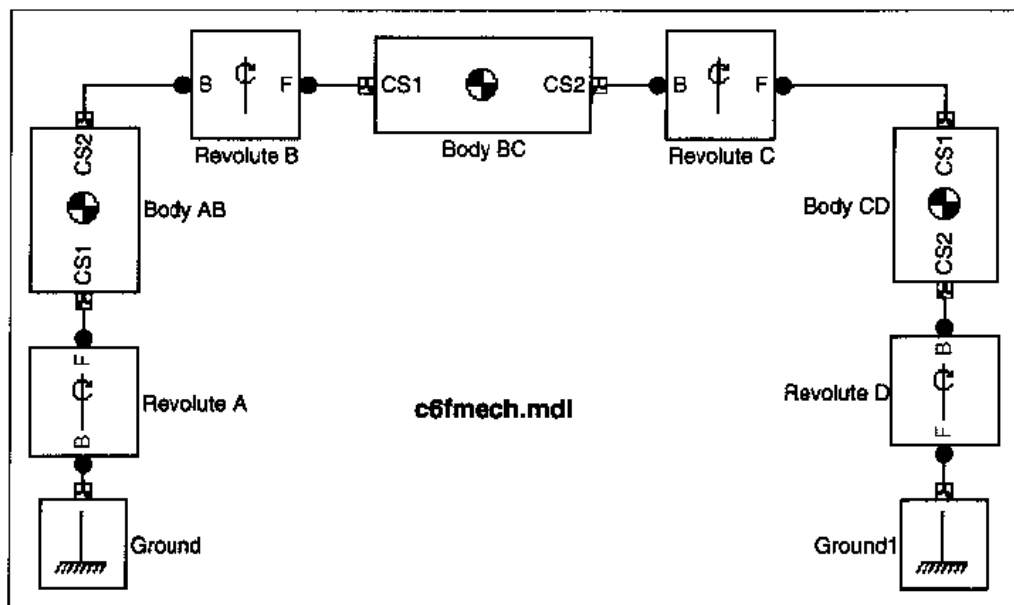 B
F
Revolute B
CS1
CS2
Body BC
B
F
Revolute C
CS2
CS1
Body AB
CS1
CS2
Body CD
F
B
Revolute A
c6fmech.mdl
B
F
Revolute D
Ground
Ground1